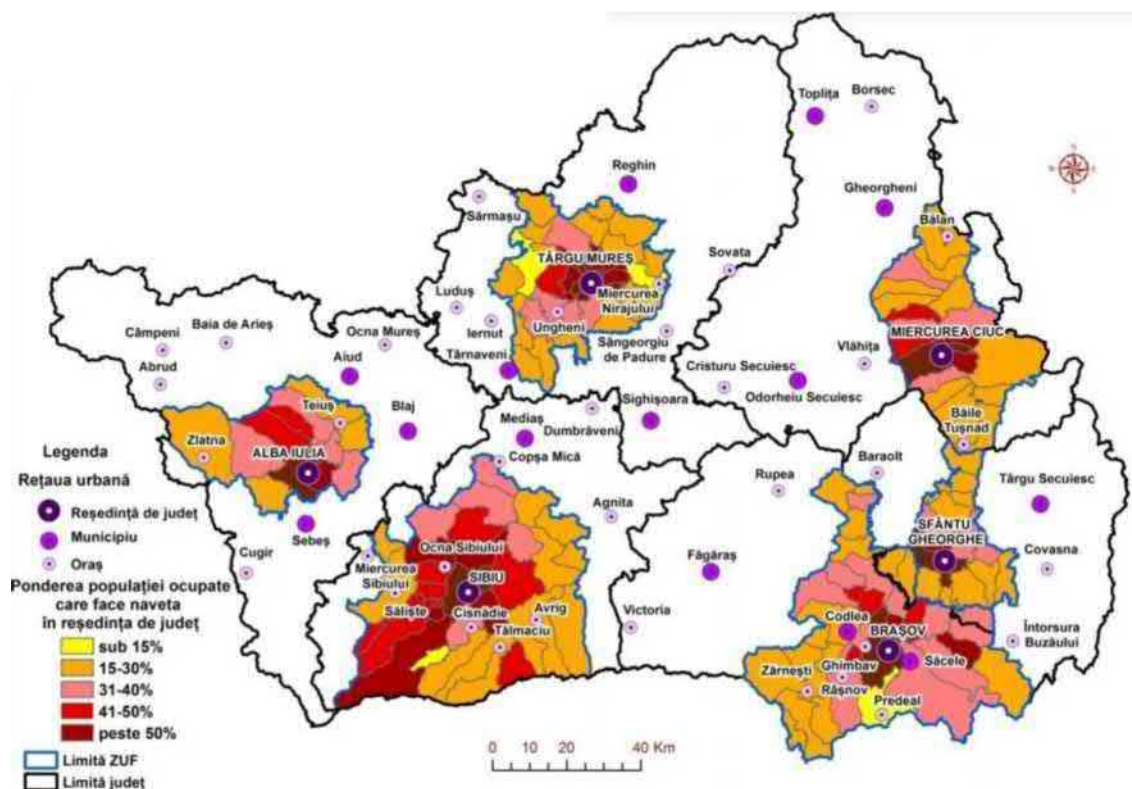 Toplița
Borsec
Reghin
Gheorgheni
Sărmașu
Bălan
TÂRGU MUREȘ
Sovata
Luduș
Miercurea
Nirajului
Iernut
Ungheni
MIERCUREA CIUC
Câmpeni
Baia de Arieș
Ocna Mureș
Târnaveni
Sângeorgiu
de Padure
Vlăhița
Abrud
Aiud
Cristuru Secuiesc
Odorheiu Secuiesc
Teiuș
Blaj
Mediaș
Dumbrăveni
Sighișoara
Băile
Tușnad
Zlatna
ALBA IULIA
Copșa Mică
Rupea
Baraolt
Târgu Secuiesc
Agnita
Sebeș
SFÂNTU
GHEORGHE
Cugir
Ocna Sibiului
Miercurea
Sibiului
SIBIU
Făgăraș
Covasna
Săliște
Cisnădie
Avrig
Victoria
Tălmaciu
Codlea
BRAȘOV
Întorsura
Buzăului
Zărnești
Ghimbav
Săcele
Râșnov
Predeal
Legenda
Rețaua urbană
Reședință de județ
Municipiu
Oraș
Ponderea populației ocupate
care face naveta
în reședința de județ
sub 15%
15-30%
31-40%
41-50%
peste 50%
Limită ZUF
Limită județ
0 10 20 40 Km